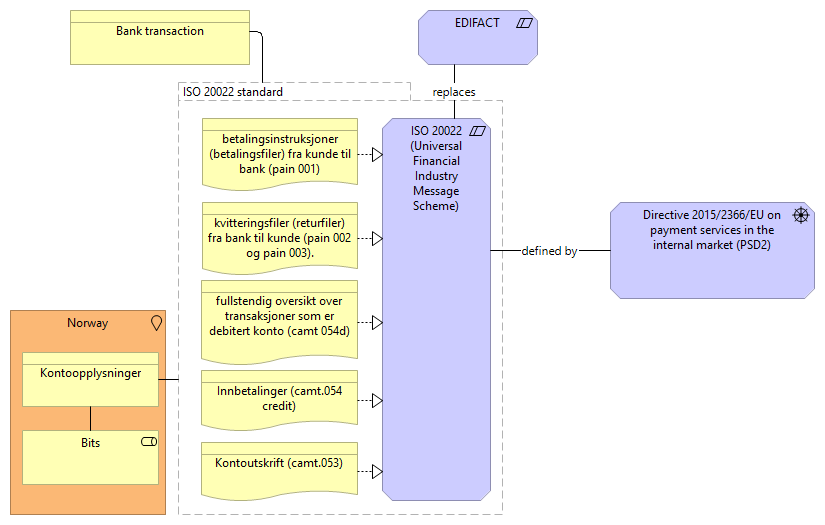 Bank transaction
EDIFACT
replaces
ISO 20022 standard
betalingsinstruksjoner
(betalingsfiler) fra kunde til
bank (pain 001)
ISO 20022
(Universal
Financial
Industry
Message
Scheme)
kvitteringsfiler (returfiler)
fra bank til kunde (pain 002
og pain 003).
Directive 2015/2366/EU on
payment services in the
internal market (PSD2)
defined by
fullstendig oversikt over
transaksjoner som er
debitert konto (camt 054d)
Norway
Kontoopplysninger
Bits
Innbetalinger (camt.054
credit)
Kontoutskrift (camt.053)